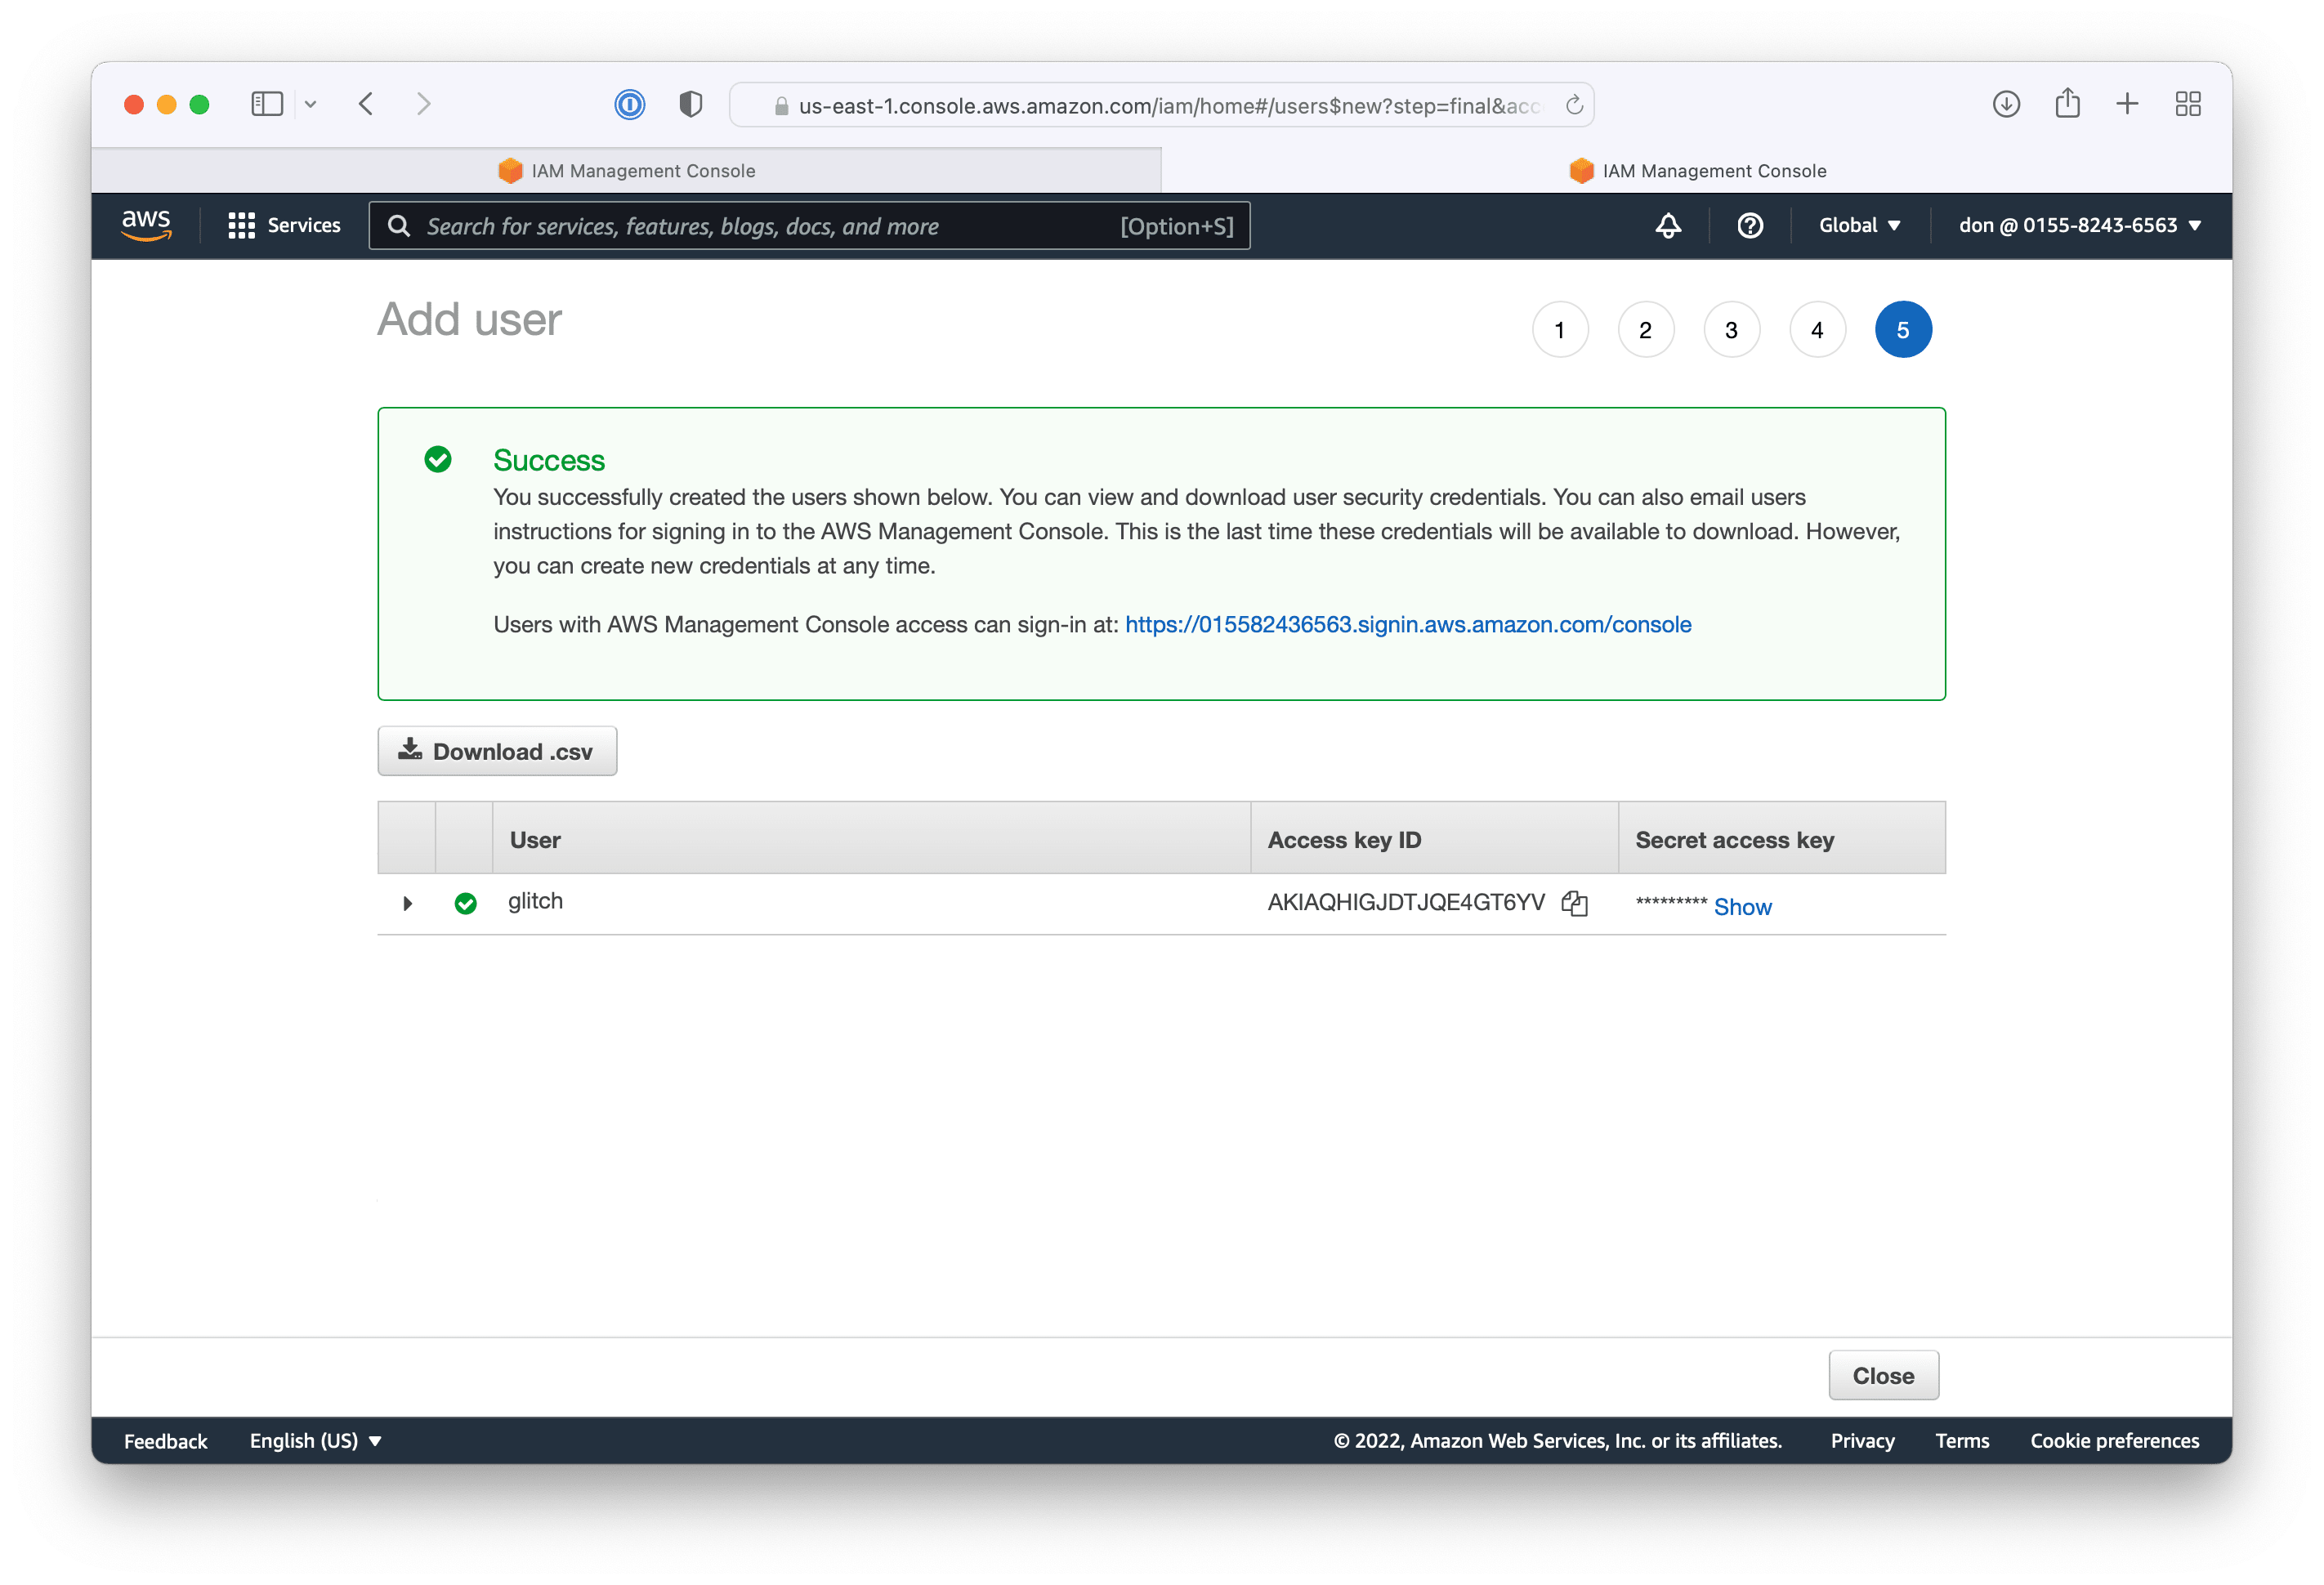 us-east-1.console.aws.amazon.com/iam/home#/users$new?step=final&acc
IAM Management Console
IAM Management Console
aws
Services
Search for services, features, blogs, docs, and more
[Option+S]
Global
don @ 0155-8243-6563
Add user
1 2 3 4 5
Success
You successfully created the users shown below. You can view and download user security credentials. You can also email users
instructions for signing in to the AWS Management Console. This is the last time these credentials will be available to download. However,
you can create new credentials at any time.
Users with AWS Management Console access can sign-in at: https://015582436563.signin.aws.amazon.com/console
Download .csv
User
Access key ID
Secret access key
glitch
AKIAQHIGJDTJQE4GT6YV
********* Show
Close
Feedback
English (US)
© 2022, Amazon Web Services, Inc. or its affiliates.
Privacy
Terms
Cookie preferences